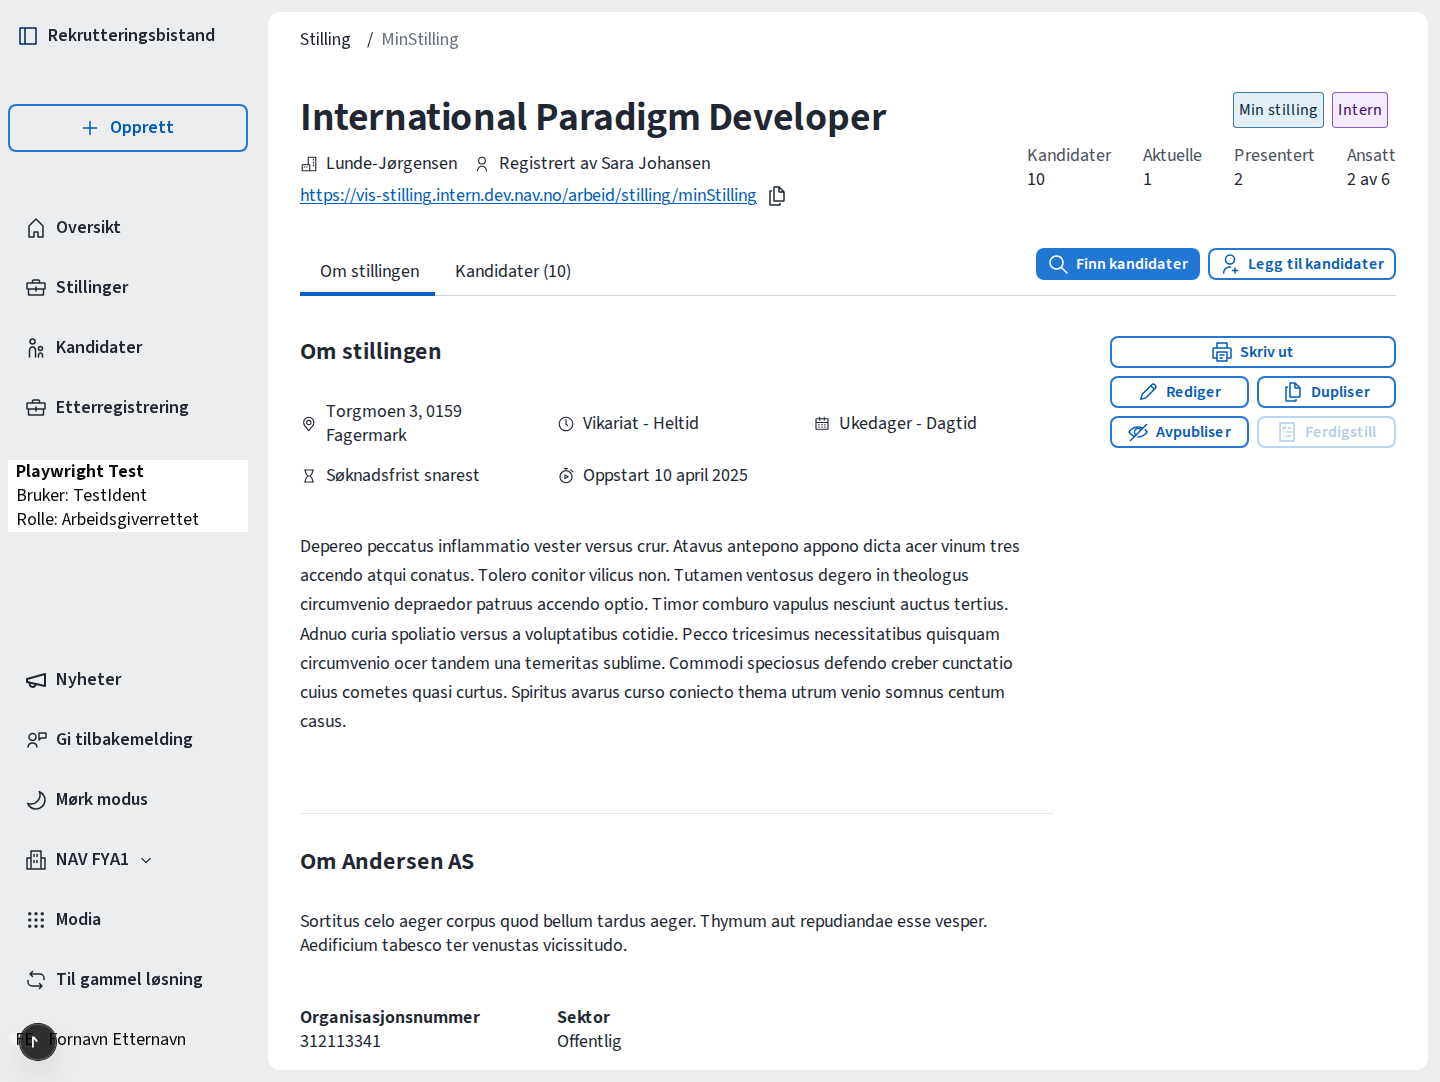 Rekrutteringsbistand
Opprett
Oversikt
Stillinger
Kandidater
Etterregistrering
Playwright Test
Bruker: TestIdent
Rolle: Arbeidsgiverrettet
Nyheter
Gi tilbakemelding
Mørk modus
NAV FYA1
Modia
Til gammel løsning
Fornavn Etternavn
Stilling / MinStilling
International Paradigm Developer
Min stilling Intern
Lunde-Jørgensen Registrert av Sara Johansen
https://vis-stilling.intern.dev.nav.no/arbeid/stilling/minStilling
Kandidater Aktuelle Presentert Ansatt
10 1 2 2 av 6
Om stillingen Kandidater (10)
Finn kandidater Legg til kandidater
Om stillingen
Torgmoen 3, 0159
Fagermark
Vikariat - Heltid
Ukedager - Dagtid
Søknadsfrist snarest
Oppstart 10 april 2025
Skriv ut
Rediger Dupliser
Avpubliser Ferdigstill
Depereo peccatus inflammatio vester versus crur. Atavus antepono appono dicta acer vinum tres
accendo atqui conatus. Tolero conitor vilicus non. Tutamen ventosus degero in theologus
circumvenio depraedor patruus accendo optio. Timor comburo vapulus nesciunt auctus tertius.
Adnuo curia spoliatio versus a voluptatibus cotidie. Pecco tricesimus necessitatibus quisquam
circumvenio ocer tandem una temeritas sublime. Commodi speciosus defendo creber cunctatio
cuius cometes quasi curtus. Spiritus avarus curso coniecto thema utrum venio somnus centum
casus.
Om Andersen AS
Sortitus celo aeger corpus quod bellum tardus aeger. Thymum aut repudiandae esse vesper.
Aedificium tabesco ter venustas vicissitudo.
Organisasjonsnummer Sektor
312113341 Offentlig